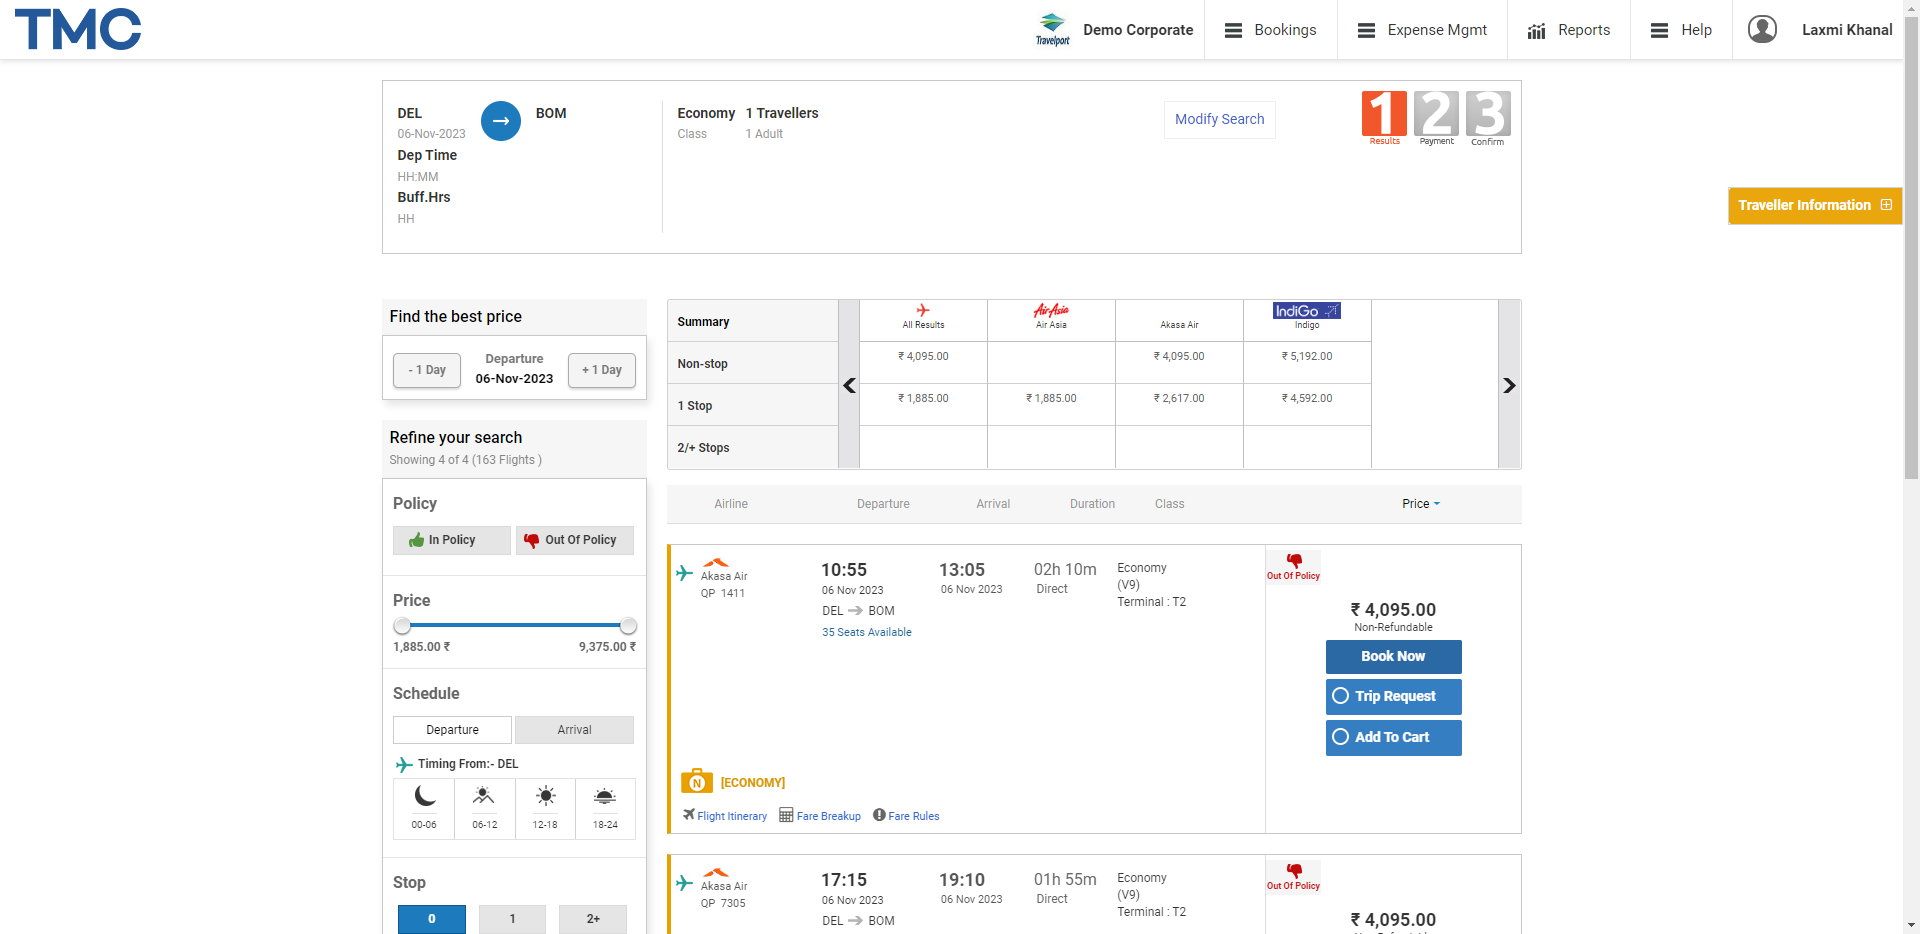 TMC
Travelport
Demo Corporate
Bookings
Expense Mgmt
Reports
Help
Laxmi Khanal
DEL
BOM
06-Nov-2023
Dep Time
HH:MM
Buff.Hrs
HH
Economy
1 Travellers
Class
1 Adult
Modify Search
1
2
3
Results
Payment
Confirm
Traveller Information
Find the best price
- 1 Day
Departure
06-Nov-2023
+ 1 Day
Refine your search
Showing 4 of 4 (163 Flights )
Policy
In Policy
Out Of Policy
Price
1,885.00 ₹
9,375.00 ₹
Schedule
Departure
Arrival
Timing From:- DEL
00-06
06-12
12-18
18-24
Stop
0
1
2+
Summary
All Results
AirAsia
Air Asia
Akasa Air
IndiGo
Indigo
Non-stop
₹ 4,095.00
₹ 4,095.00
₹ 5,192.00
1 Stop
₹ 1,885.00
₹ 1,885.00
₹ 2,617.00
₹ 4,592.00
2/+ Stops
Airline
Departure
Arrival
Duration
Class
Price
Akasa Air
QP 1411
10:55
06 Nov 2023
DEL
BOM
35 Seats Available
13:05
06 Nov 2023
02h 10m
Direct
Economy
(V9)
Terminal : T2
Out Of Policy
₹ 4,095.00
Non-Refundable
Book Now
Trip Request
Add To Cart
N
[ECONOMY]
Flight Itinerary
Fare Breakup
Fare Rules
Akasa Air
QP 7305
17:15
06 Nov 2023
DEL
BOM
19:10
06 Nov 2023
01h 55m
Direct
Economy
(V9)
Terminal : T2
Out Of Policy
₹ 4,095.00